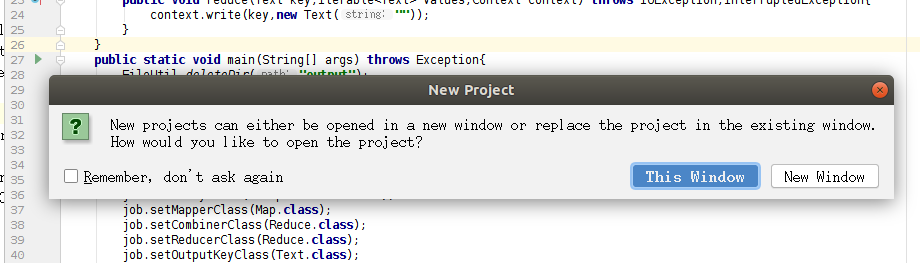 public void reduce(Text key,Iterable<Text> values,Context context) throws IOException,InterruptedException{
24 context.write(key,new Text( string: ""));
25 }
26 }
27 public static void main(String[] args) throws Exception{
28 FileUtil.deleteDir( path: "output");
29
New Project
30
31 New projects can either be opened in a new window or replace the project in the existing window.
32 How would you like to open the project?
33
34
Remember, don't ask again
This Window
New Window
35
36
37 job.setMapperClass(Map.class);
38 job.setCombinerClass(Reduce.class);
39 job.setReducerClass(Reduce.class);
40 job.setOutputKeyClass(Text.class);